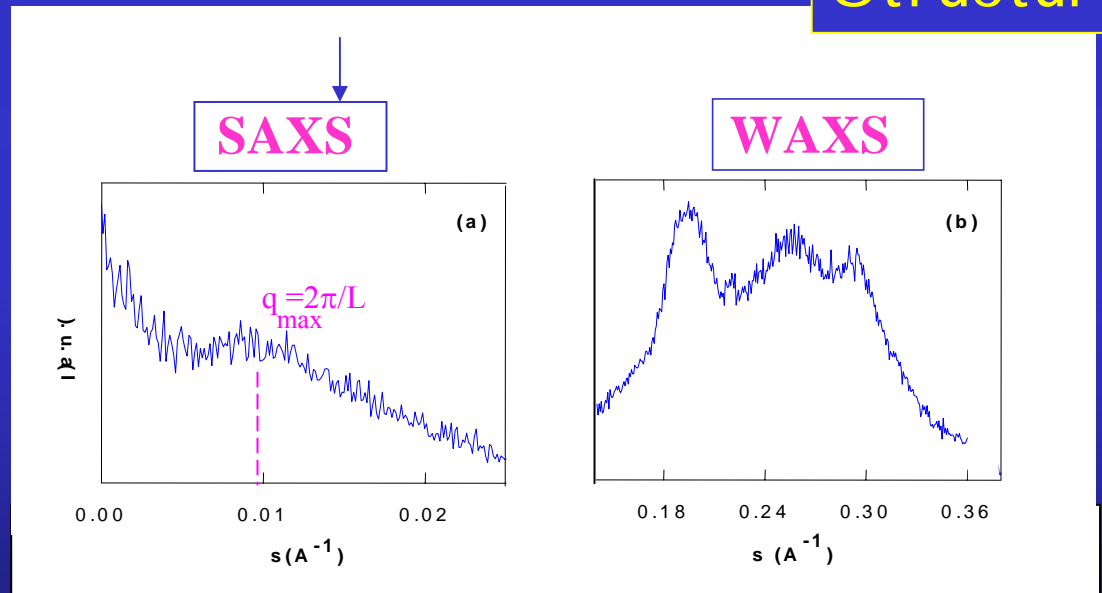 Structur
SAXS
WAXS
(a)
(b)
q max =2π/L
I(a.u.)
0.00 0.01 0.02
0.18 0.24 0.30 0.36
s(A-1)
s (A-1)